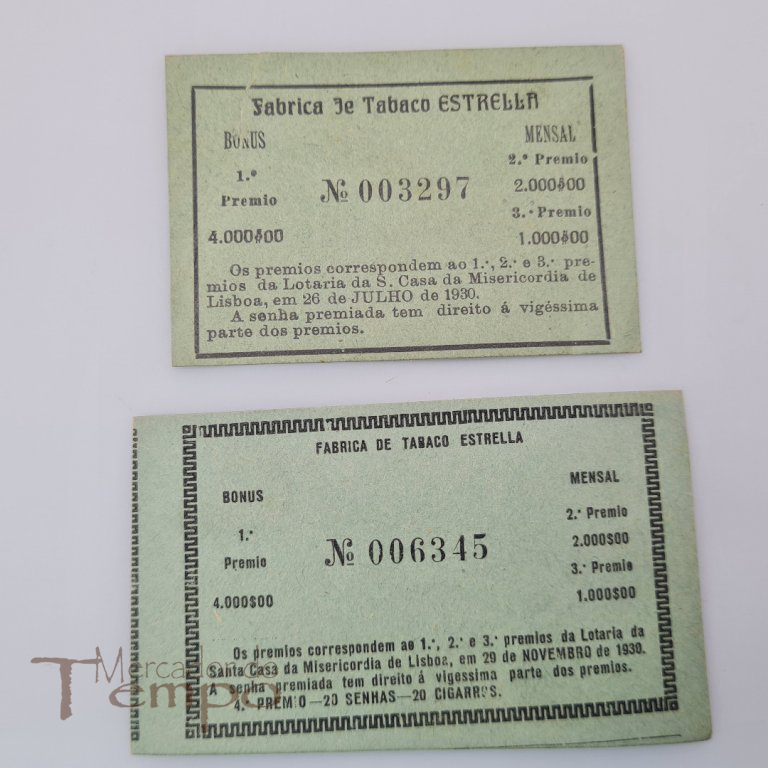 Fabrica de Tabaco ESTRELLA
BONUS
MENSAL
1.º
Premio
4.000$00
Nº 003297
2.º Premio
2.000$00
3.º Premio
1.000$00
Os premios correspondem ao 1.º, 2.º e 3.º pre-
mios da Lotaria da S. Casa da Misericordia de
Lisboa, em 26 de JULHO de 1930.
A senha premiada tem direito á vigéssima
parte dos premios.
FABRICA DE TABACO ESTRELLA
BONUS
MENSAL
1.º
Premio
4.000$00
Nº 006345
2.º Premio
2.000$00
3.º Premio
1.000$00
Os premios correspondem ao 1.º, 2.º e 3.º premios da Lotaria da
Santa Casa da Misericordia de Lisboa, em 29 de NOVEMBRO de 1930.
A senha premiada tem direito á vigessima parte dos premios.
4.º PREMIO—20 SENHAS—20 CIGARROS.
Mercado no
Tempo